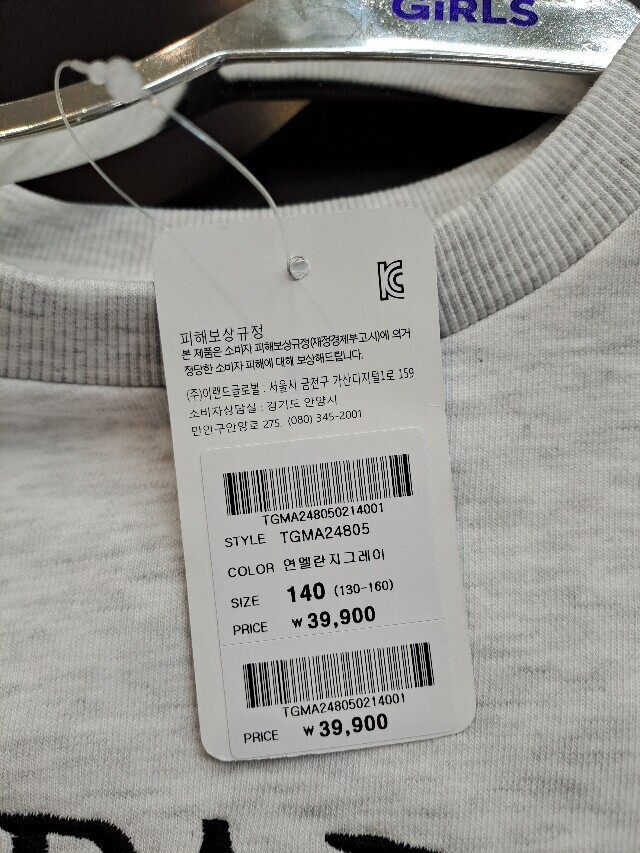 GiRLS
피해보상규정
본 제품은 소비자 피해보상규정(재정경제부고시)에 의거
정당한 소비자 피해에 대해 보상해드립니다.
(주)이랜드글로벌 : 서울시 금천구 가산디지털1로 159
소비자상담실 : 경기도 안양시
만안구안양로 275. (080) 345-2001
TGMA248050214001
STYLE TGMA24805
COLOR 연멜란지그레이
SIZE 140 (130-160)
PRICE ₩39,900
TGMA248050214001
PRICE ₩39,900